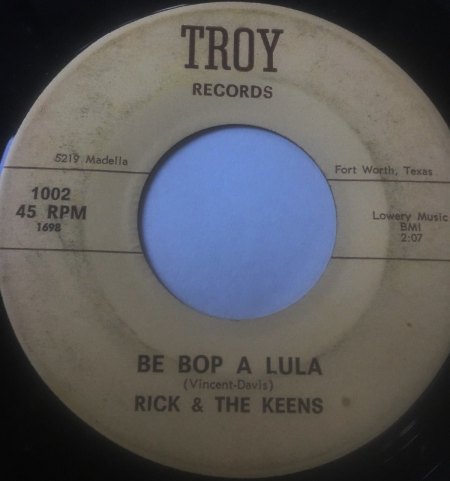 TROY
RECORDS
5219 Madella
Fort Worth, Texas
1002
45 RPM
1698
Lowery Music
BMI
2:07
BE BOP A LULA
(Vincent-Davis)
RICK & THE KEENS